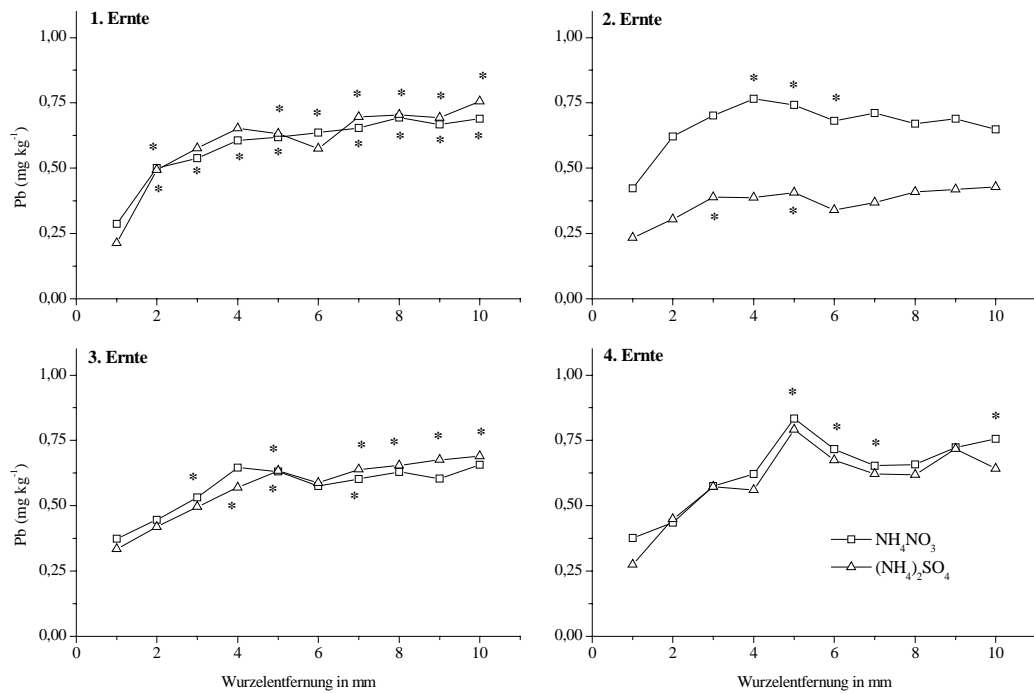 1. Ernte
1,00
0,75
0,50
0,25
0,00
Pb (mg kg-1)
0 2 4 6 8 10
* * * * * * * * * * * * * * *
2. Ernte
1,00
0,75
0,50
0,25
0,00
0 2 4 6 8 10
* * * * *
3. Ernte
1,00
0,75
0,50
0,25
0,00
Pb (mg kg-1)
0 2 4 6 8 10
Wurzelentfernung in mm
* * * * * * * * *
4. Ernte
1,00
0,75
0,50
0,25
0,00
0 2 4 6 8 10
Wurzelentfernung in mm
* * * *
NH4NO3
(NH4)2SO4